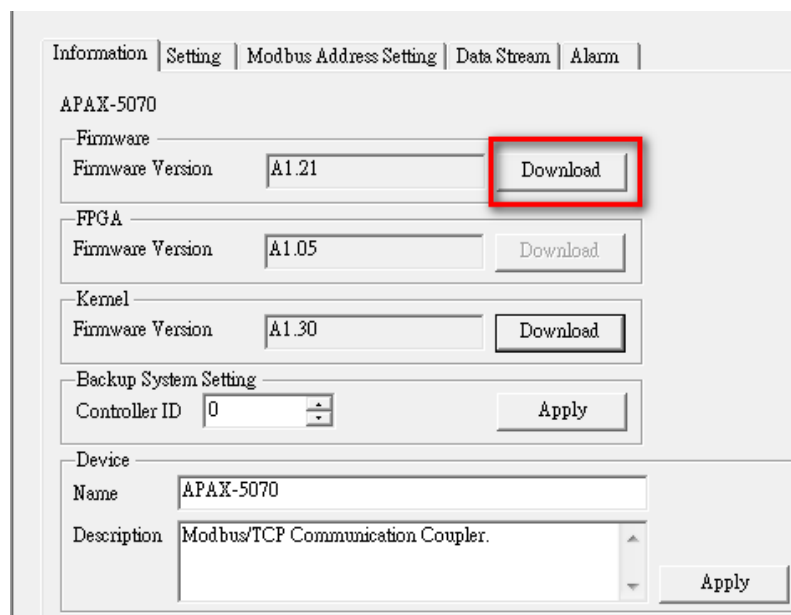 Information Setting Modbus Address Setting Data Stream Alarm
APAX-5070
Firmware
Firmware Version A1.21 Download
FPGA
Firmware Version A1.05 Download
Kernel
Firmware Version A1.30 Download
Backup System Setting
Controller ID 0 Apply
Device
Name APAX-5070
Description Modbus/TCP Communication Coupler.
Apply